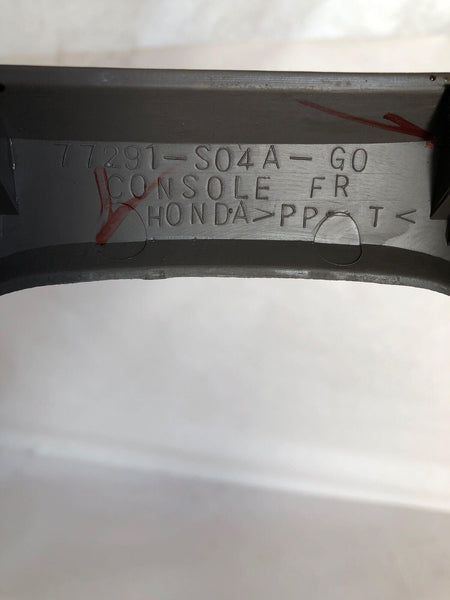 77291-S04A-G0
CONSOLE FR
HONDA>PP-T<